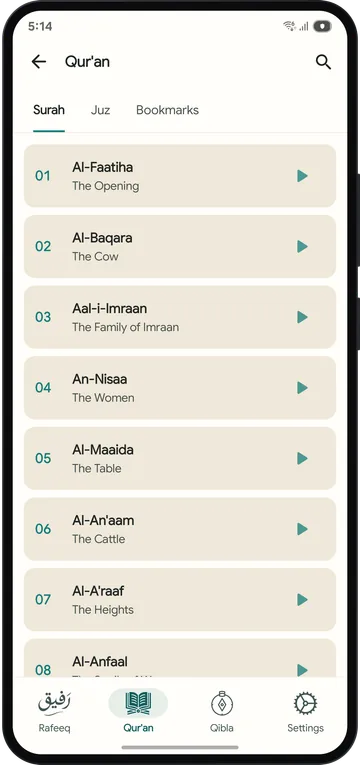 5:14
Qur'an
Surah Juz Bookmarks
01 Al-Faatiha
The Opening
02 Al-Baqara
The Cow
03 Aal-i-Imraan
The Family of Imraan
04 An-Nisaa
The Women
05 Al-Maaida
The Table
06 Al-An'aam
The Cattle
07 Al-A'raaf
The Heights
08 Al-Anfaal
رَفيق
Rafeeq Qur'an Qibla Settings